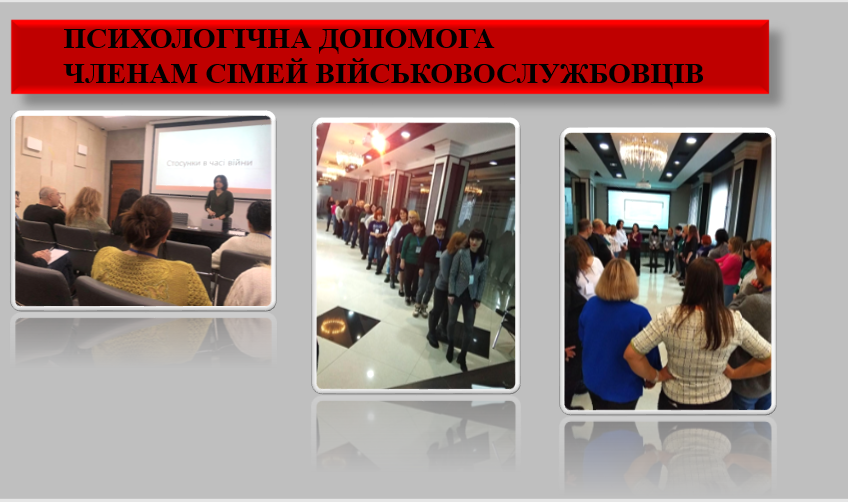 ПСИХОЛОГІЧНА ДОПОМОГА
ЧЛЕНАМ СІМЕЙ ВІЙСЬКОВОСЛУЖБОВЦІВ
Стосунки в часі війни